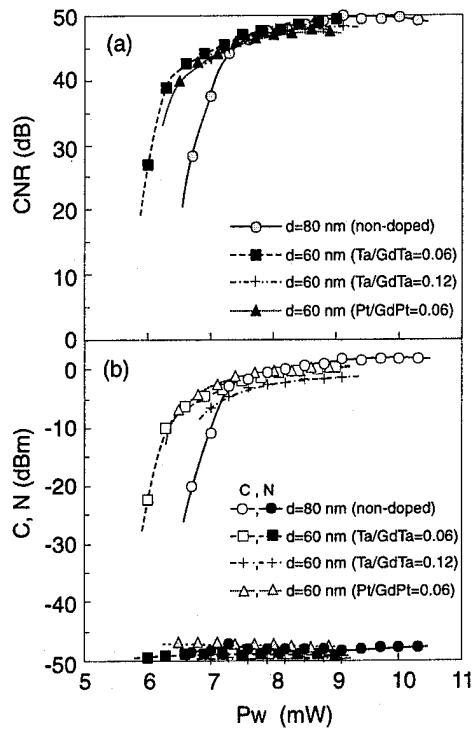 50
(a)
40
CNR (dB)
30
20
d=80 nm (non-doped)
d=60 nm (Ta/GdTa=0.06)
10
d=60 nm (Ta/GdTa=0.12)
d=60 nm (Pt/GdPt=0.06)
0
(b)
0
-10
C, N (dBm)
-20
C , N
d=80 nm (non-doped)
-30
d=60 nm (Ta/GdTa=0.06)
d=60 nm (Ta/GdTa=0.12)
-40
d=60 nm (Pt/GdPt=0.06)
-50
5 6 7 8 9 10 11
Pw (mW)